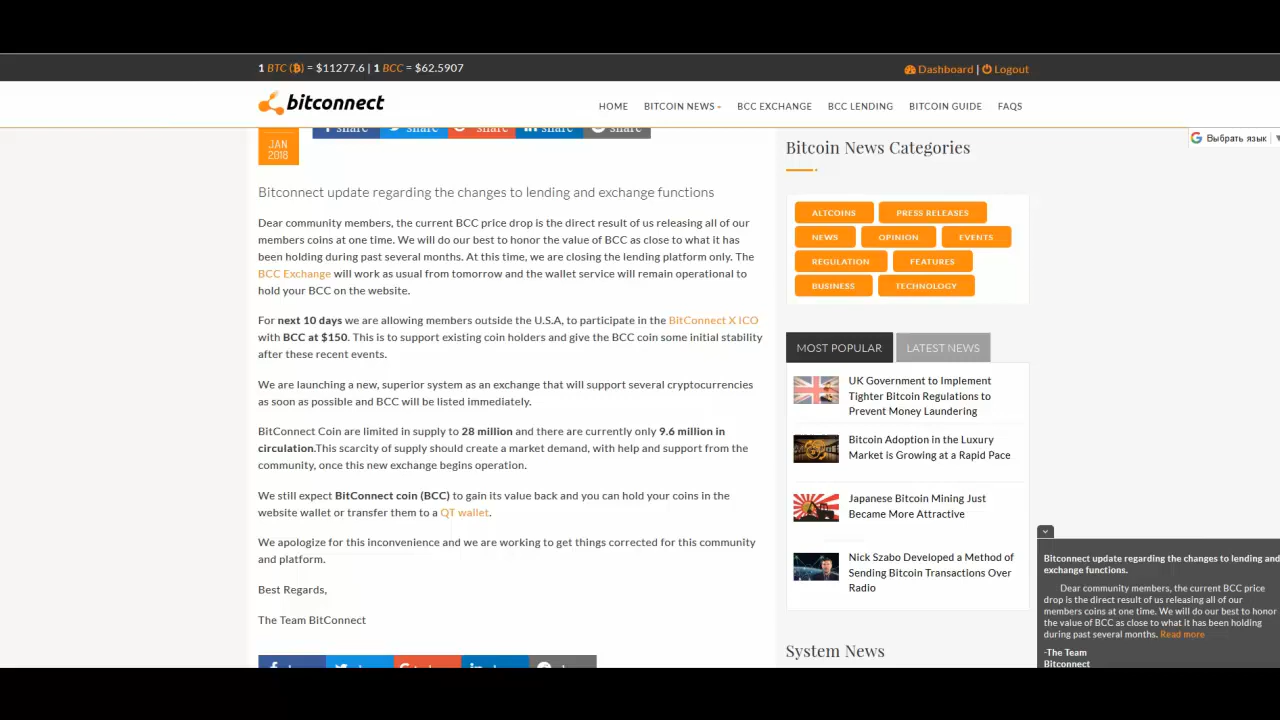 1 BTC (₿) = $11277.6 | 1 BCC = $62.5907
Dashboard | Logout
bitconnect
HOME BITCOIN NEWS BCC EXCHANGE BCC LENDING BITCOIN GUIDE FAQS
share share share share share
JAN
2018
Bitconnect update regarding the changes to lending and exchange functions
Dear community members, the current BCC price drop is the direct result of us releasing all of our
members coins at one time. We will do our best to honor the value of BCC as close to what it has
been holding during past several months. At this time, we are closing the lending platform only. The
BCC Exchange will work as usual from tomorrow and the wallet service will remain operational to
hold your BCC on the website.
For next 10 days we are allowing members outside the U.S.A, to participate in the BitConnect X ICO
with BCC at $150. This is to support existing coin holders and give the BCC coin some initial stability
after these recent events.
We are launching a new, superior system as an exchange that will support several cryptocurrencies
as soon as possible and BCC will be listed immediately.
BitConnect Coin are limited in supply to 28 million and there are currently only 9.6 million in
circulation.This scarcity of supply should create a market demand, with help and support from the
community, once this new exchange begins operation.
We still expect BitConnect coin (BCC) to gain its value back and you can hold your coins in the
website wallet or transfer them to a QT wallet.
We apologize for this inconvenience and we are working to get things corrected for this community
and platform.
Best Regards,
The Team BitConnect
Выбрать язык
Bitcoin News Categories
ALTCOINS PRESS RELEASES
NEWS OPINION EVENTS
REGULATION FEATURES
BUSINESS TECHNOLOGY
MOST POPULAR LATEST NEWS
UK Government to Implement
Tighter Bitcoin Regulations to
Prevent Money Laundering
Bitcoin Adoption in the Luxury
Market is Growing at a Rapid Pace
Japanese Bitcoin Mining Just
Became More Attractive
Nick Szabo Developed a Method of
Sending Bitcoin Transactions Over
Radio
System News
Bitconnect update regarding the changes to lending and
exchange functions.
Dear community members, the current BCC price
drop is the direct result of us releasing all of our
members coins at one time. We will do our best to honor
the value of BCC as close to what it has been holding
during past several months. Read more
-The Team
Bitconnect